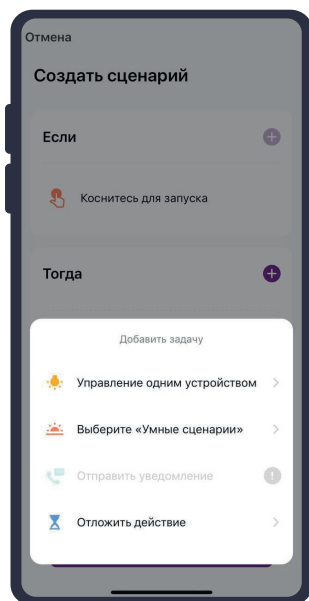 Отмена
Создать сценарий
Если
Коснитесь для запуска
Тогда
Добавить задачу
Управление одним устройством
Выберите «Умные сценарии»
Отправить уведомление
Отложить действие